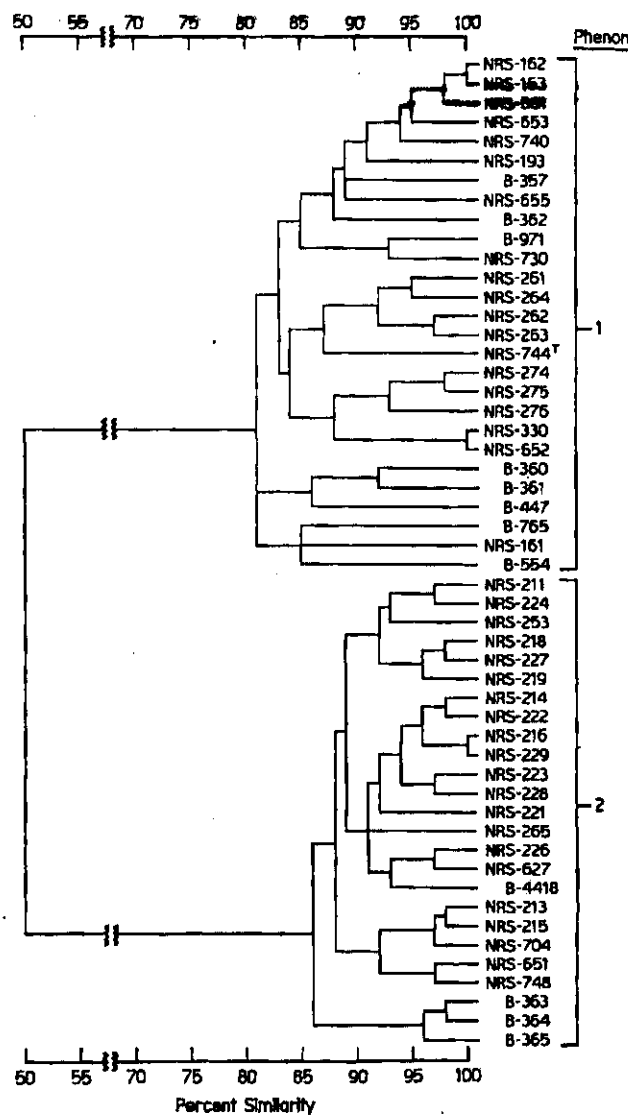 50 55 70 75 80 85 90 95 100
Phenon
NRS-162
NRS-163
NRS-653
NRS-740
NRS-193
B-357
NRS-655
B-362
B-971
NRS-730
NRS-261
NRS-264
NRS-262
NRS-263
NRS-744ᵀ
NRS-274
NRS-275
NRS-276
NRS-330
NRS-652
B-360
B-361
B-447
B-765
NRS-161
B-554
1
NRS-211
NRS-224
NRS-253
NRS-218
NRS-227
NRS-219
NRS-214
NRS-222
NRS-216
NRS-229
NRS-223
NRS-228
NRS-221
NRS-265
NRS-226
NRS-627
B-4418
NRS-213
NRS-215
NRS-704
NRS-651
NRS-748
B-363
B-364
B-365
2
50 55 70 75 80 85 90 95 100
Percent Similarity